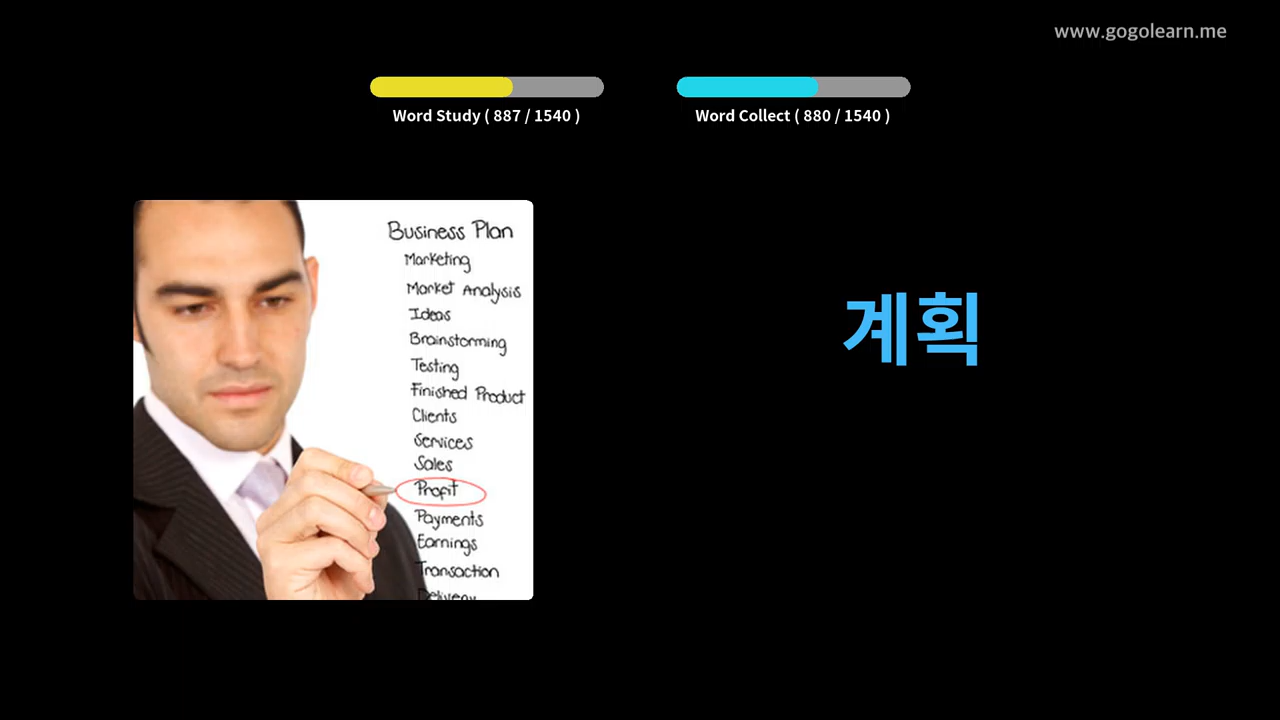 www.gogolearn.me
Word Study ( 887 / 1540 )
Word Collect ( 880 / 1540 )
Business Plan
Marketing
Market Analysis
Ideas
Brainstorming
Testing
Finished Product
Clients
Services
Sales
Profit
Payments
Earnings
Transaction
Delivery
계획